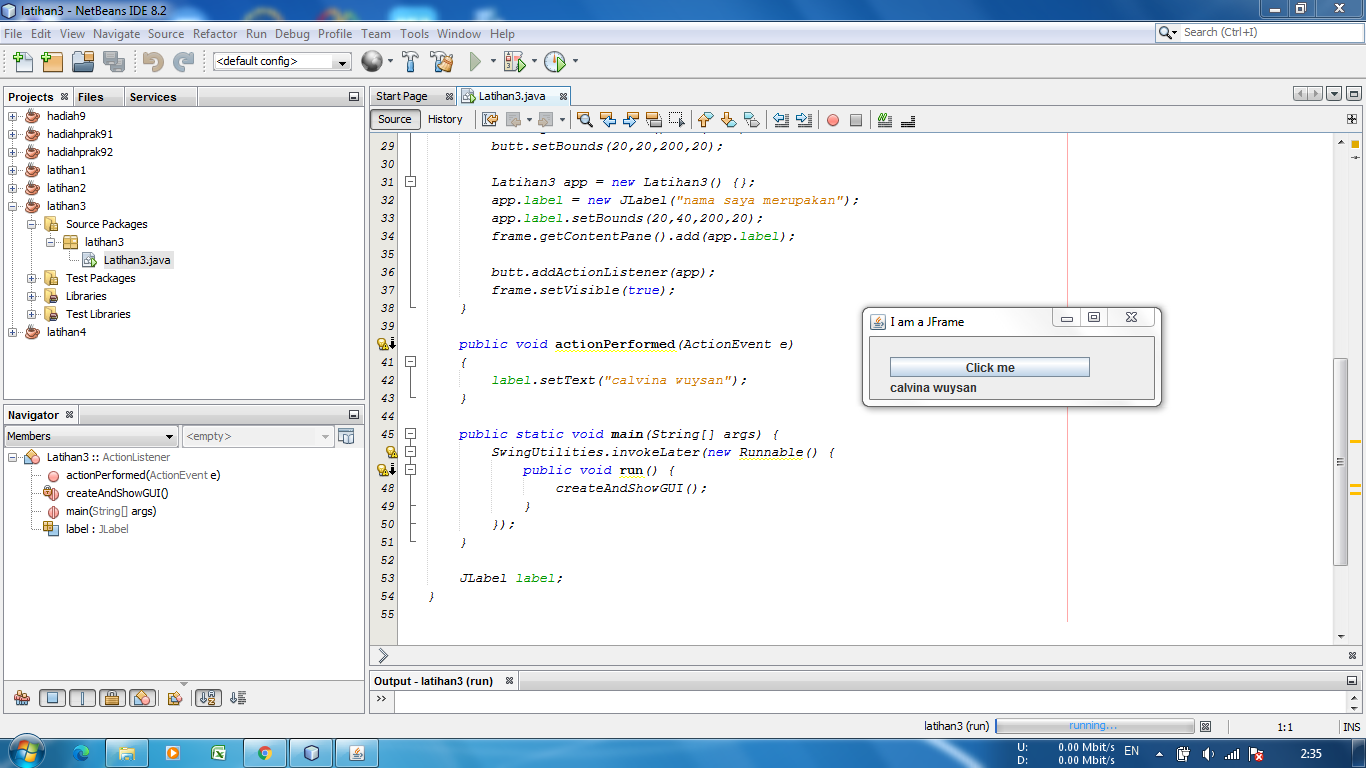 latihan3 - NetBeans IDE 8.2
File Edit View Navigate Source Refactor Run Debug Profile Team Tools Window Help
Search (Ctrl+I)
<default config>
Projects Files Services
hadiah9
hadiahprak91
hadiahprak92
latihan1
latihan2
latihan3
Source Packages
latihan3
Latihan3.java
Test Packages
Libraries
Test Libraries
latihan4
Navigator
Members <empty>
Latihan3 :: ActionListener
actionPerformed(ActionEvent e)
createAndShowGUI()
main(String[] args)
label : JLabel
Start Page Latihan3.java
Source History
29 butt.setBounds(20,20,200,20);
30
31 Latihan3 app = new Latihan3() {};
32 app.label = new JLabel("nama saya merupakan");
33 app.label.setBounds(20,40,200,20);
34 frame.getContentPane().add(app.label);
35
36 butt.addActionListener(app);
37 frame.setVisible(true);
38 }
39
public void actionPerformed(ActionEvent e)
41 {
42 label.setText("calvina wuysan");
43 }
44
45 public static void main(String[] args) {
SwingUtilities.invokeLater(new Runnable() {
public void run() {
48 createAndShowGUI();
49 }
50 });
51 }
52
53 JLabel label;
54 }
55
I am a JFrame
Click me
calvina wuysan
Output - latihan3 (run)
latihan3 (run) running... 1:1 INS
U: 0.00 Mbit/s
D: 0.00 Mbit/s
EN
2:35